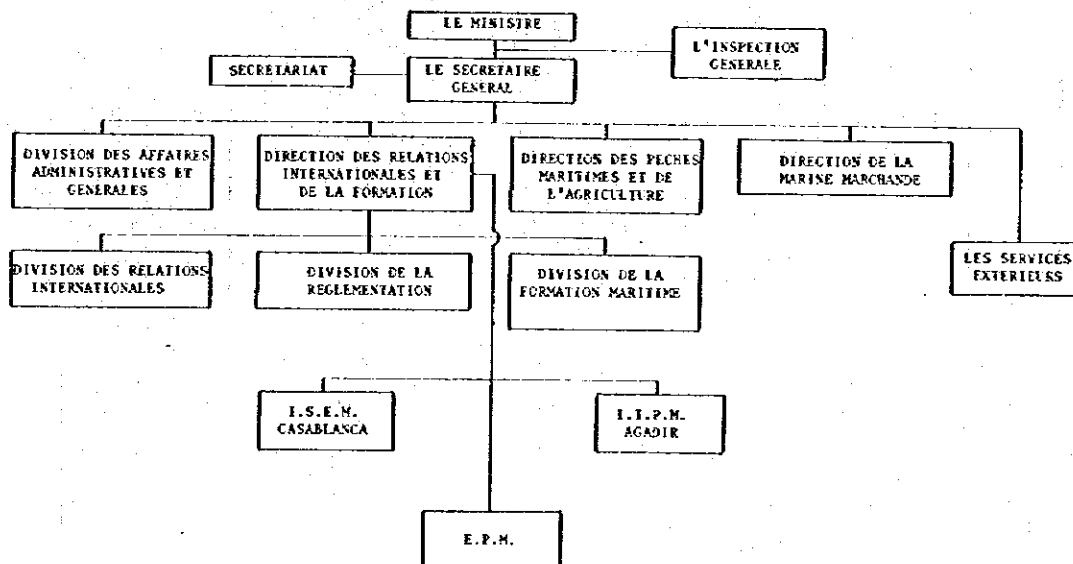 LE MINISTRE
L'INSPECTION
GENERALE
SECRETARIAT
LE SECRETAIRE
GENERAL
DIVISION DES AFFAIRES
ADMINISTRATIVES ET
GENERALES
DIRECTION DES RELATIONS
INTERNATIONALES ET
DE LA FORMATION
DIRECTION DES PECHES
MARITIMES ET DE
L'AGRICULTURE
DIRECTION DE LA
MARINE MARCHANDE
DIVISION DES RELATIONS
INTERNATIONALES
DIVISION DE LA
REGLEMENTATION
DIVISION DE LA
FORMATION MARITIME
LES SERVICES
EXTERIEURS
I.S.E.M.
CASABLANCA
I.T.P.M.
AGADIR
E.P.M.